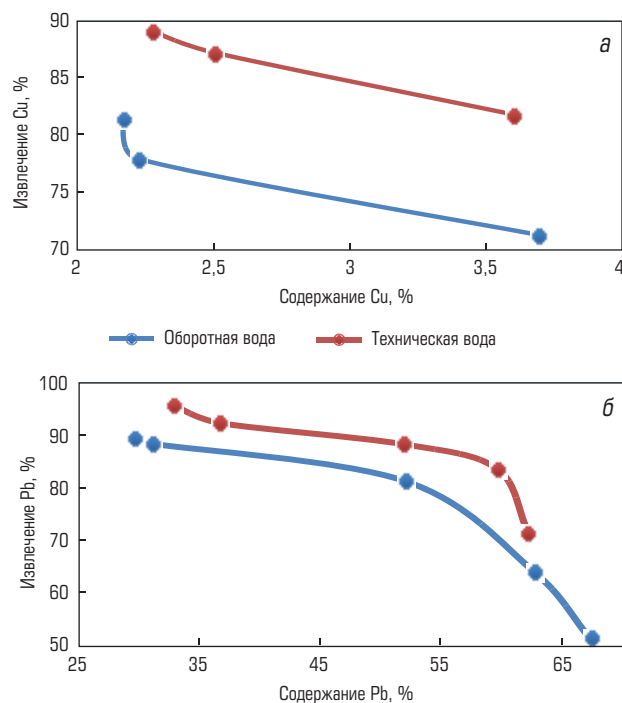 90
а
85
80
75
70
Извлечение Cu, %
2
2,5
3
3,5
4
Содержание Cu, %
Оборотная вода
Техническая вода
100
б
90
80
70
60
50
Извлечение Pb, %
25
35
45
55
65
Содержание Pb, %